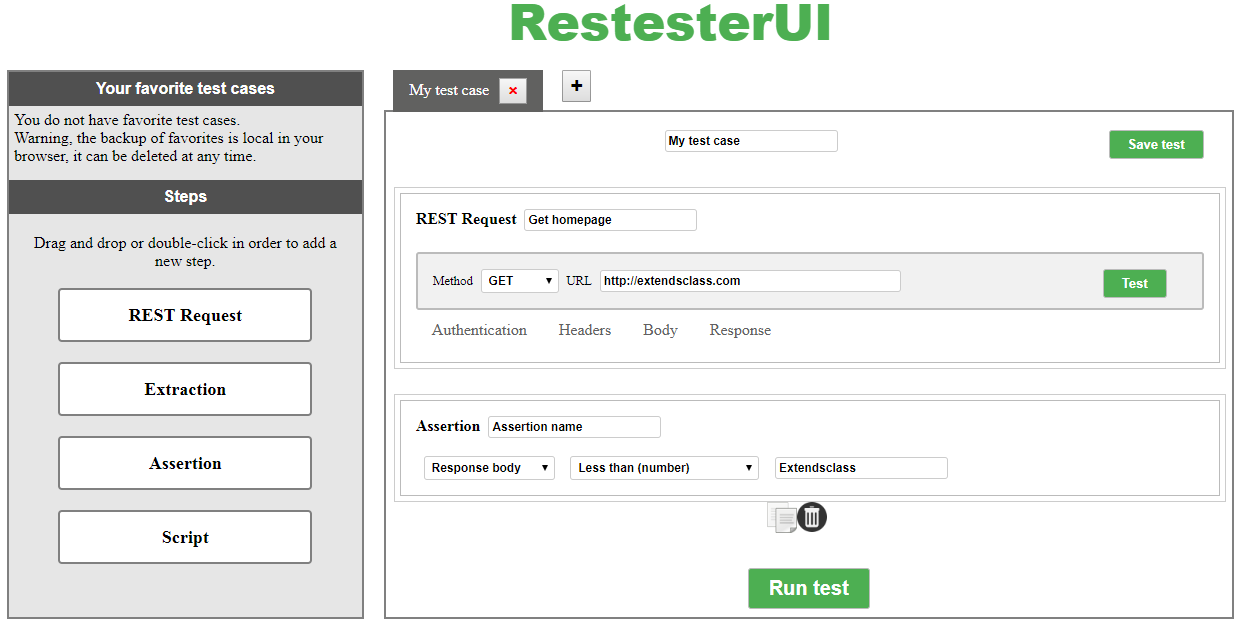 RestesterUI
Your favorite test cases
You do not have favorite test cases.
Warning, the backup of favorites is local in your
browser, it can be deleted at any time.
Steps
Drag and drop or double-click in order to add a
new step.
REST Request
Extraction
Assertion
Script
My test case ×
+
My test case
Save test
REST Request Get homepage
Method GET URL http://extendsclass.com Test
Authentication Headers Body Response
Assertion Assertion name
Response body Less than (number) Extendsclass
Run test